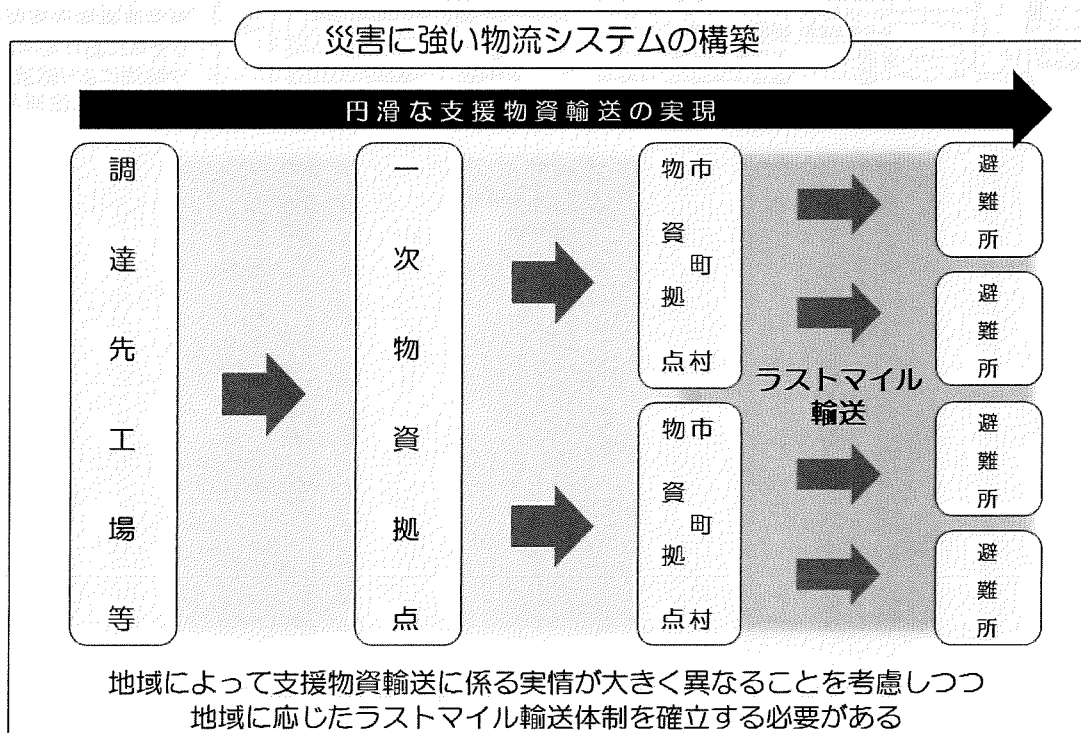 災害に強い物流システムの構築
円滑な支援物資輸送の実現
調達先工場等
一次物資拠点
市町村
物資拠点
市町村
物資拠点
ラストマイル
輸送
避難所
避難所
避難所
避難所
地域によって支援物資輸送に係る実情が大きく異なることを考慮しつつ
地域に応じたラストマイル輸送体制を確立する必要がある